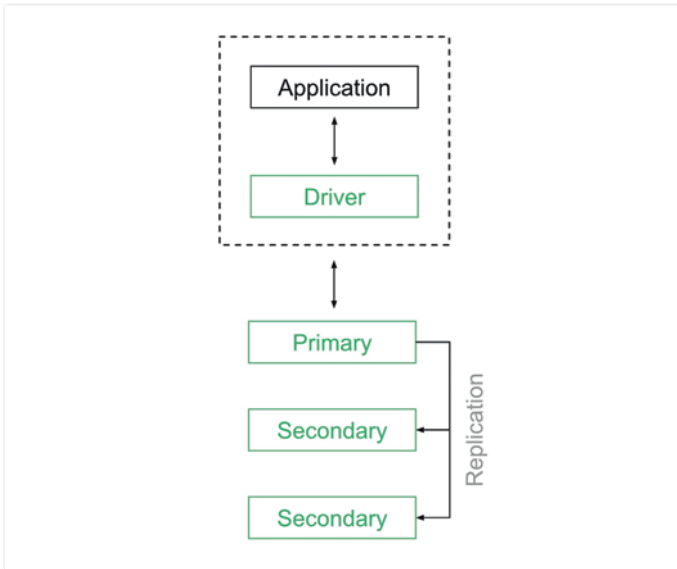 Application
Driver
Primary
Secondary
Secondary
Replication